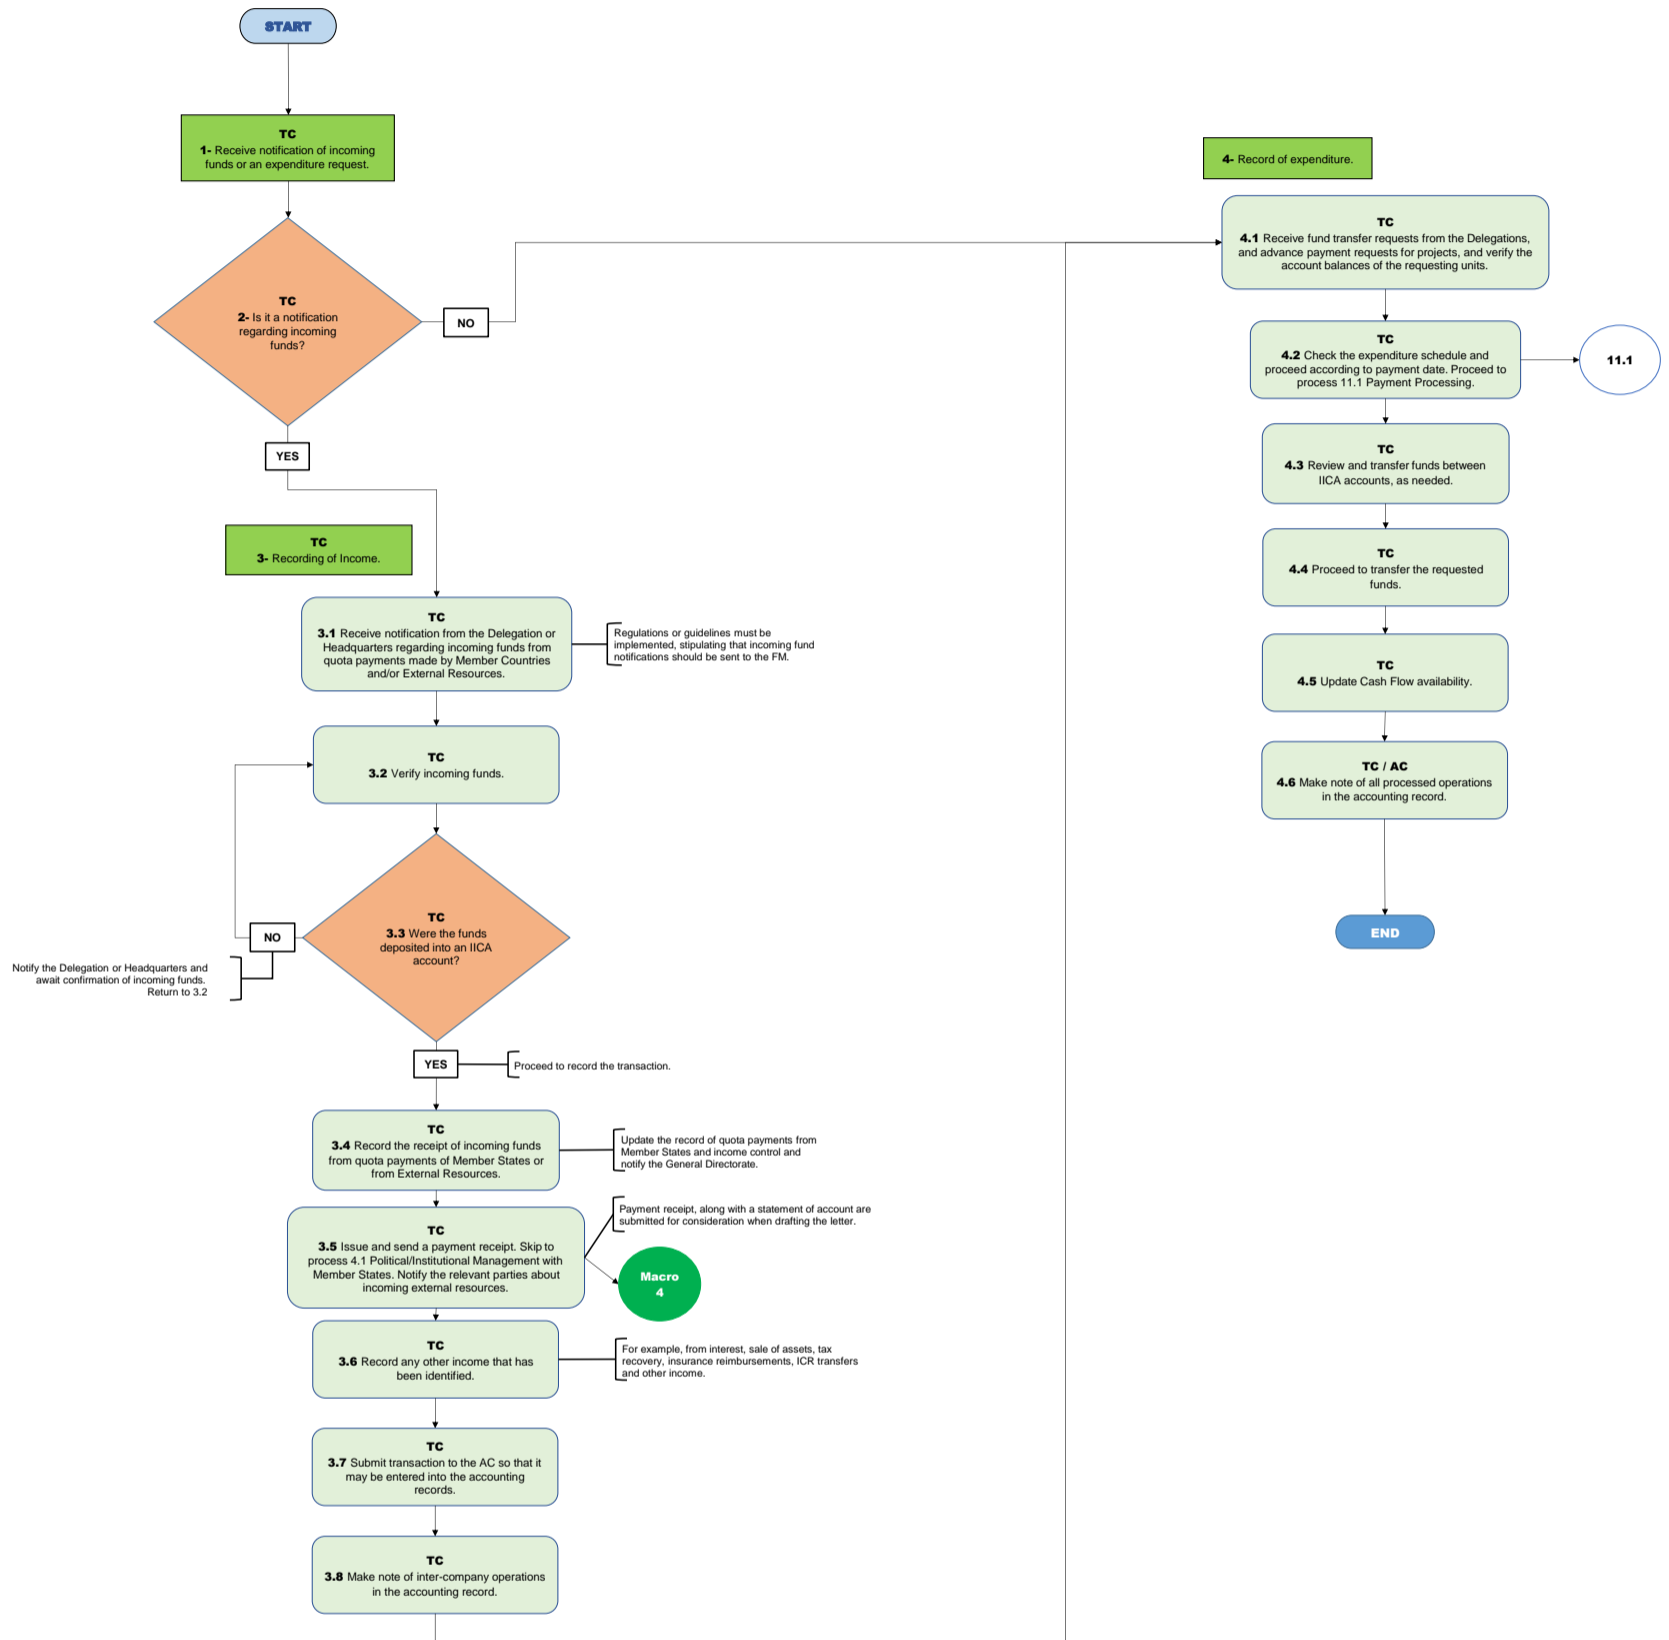 START
TC
1- Receive notification of incoming
funds or an expenditure request.
TC
2- Is it a notification
regarding incoming
funds?
NO
YES
TC
3- Recording of Income.
TC
3.1 Receive notification from the Delegation or
Headquarters regarding incoming funds from
quota payments made by Member Countries
and/or External Resources.
Regulations or guidelines must be
implemented, stipulating that incoming fund
notifications should be sent to the FM.
TC
3.2 Verify incoming funds.
TC
3.3 Were the funds
deposited into an IICA
account?
NO
Notify the Delegation or Headquarters and
await confirmation of incoming funds.
Return to 3.2
YES
Proceed to record the transaction.
TC
3.4 Record the receipt of incoming funds
from quota payments of Member States or
from External Resources.
Update the record of quota payments from
Member States and income control and
notify the General Directorate.
TC
3.5 Issue and send a payment receipt. Skip to
process 4.1 Political/Institutional Management with
Member States. Notify the relevant parties about
incoming external resources.
Payment receipt, along with a statement of account are
submitted for consideration when drafting the letter.
Macro
4
TC
3.6 Record any other income that has
been identified.
For example, from interest, sale of assets, tax
recovery, insurance reimbursements, ICR transfers
and other income.
TC
3.7 Submit transaction to the AC so that it
may be entered into the accounting
records.
TC
3.8 Make note of inter-company operations
in the accounting record.
4- Record of expenditure.
TC
4.1 Receive fund transfer requests from the Delegations,
and advance payment requests for projects, and verify the
account balances of the requesting units.
TC
4.2 Check the expenditure schedule and
proceed according to payment date. Proceed to
process 11.1 Payment Processing.
11.1
TC
4.3 Review and transfer funds between
IICA accounts, as needed.
TC
4.4 Proceed to transfer the requested
funds.
TC
4.5 Update Cash Flow availability.
TC / AC
4.6 Make note of all processed operations
in the accounting record.
END